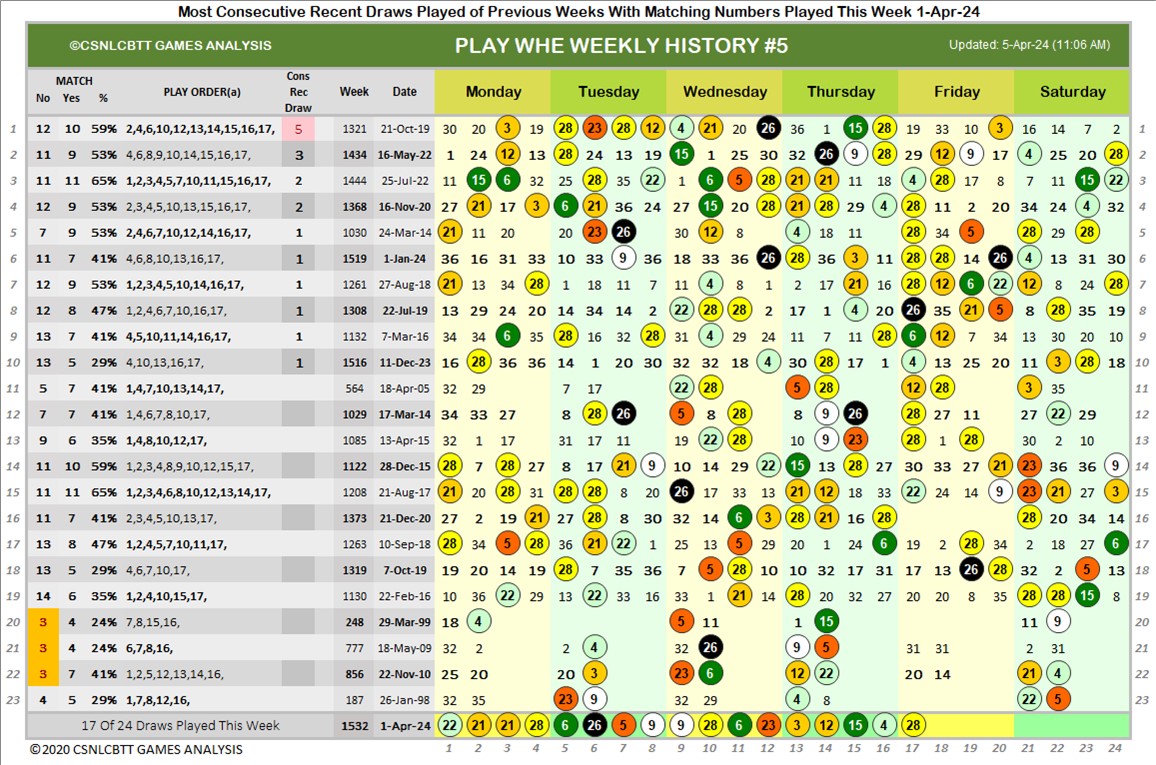 Most Consecutive Recent Draws Played of Previous Weeks With Matching Numbers Played This Week 1-Apr-24
©CSNLCBTT GAMES ANALYSIS PLAY WHE WEEKLY HISTORY #5 Updated: 5-Apr-24 (11:06 AM)
MATCH
No Yes % PLAY ORDER(a) Cons Rec Draw Week Date Monday Tuesday Wednesday Thursday Friday Saturday
1 12 10 59% 2,4,6,10,12,13,14,15,16,17, 5 1321 21-Oct-19 30 20 3 19 28 23 28 12 4 21 20 26 36 1 15 28 19 33 10 3 16 14 7 2 1
2 11 9 53% 4,6,8,9,10,14,15,16,17, 3 1434 16-May-22 1 24 12 13 28 24 13 19 15 1 25 30 32 26 9 28 29 12 9 17 4 25 20 28 2
3 11 11 65% 1,2,3,4,5,7,10,11,15,16,17, 2 1444 25-Jul-22 11 15 6 32 25 28 35 22 1 6 5 28 21 21 11 18 4 28 17 8 7 11 15 22 3
4 12 9 53% 2,3,4,5,10,13,15,16,17, 2 1368 16-Nov-20 27 21 17 3 6 21 36 24 27 15 20 28 21 28 29 4 28 11 2 20 34 24 4 32 4
5 7 9 53% 2,4,6,7,10,12,14,16,17, 1 1030 24-Mar-14 21 11 20 20 23 26 30 12 8 4 18 11 28 34 5 28 29 28 5
6 11 7 41% 4,6,8,10,13,16,17, 1 1519 1-Jan-24 36 16 31 33 10 33 9 36 18 33 36 26 28 36 3 11 28 28 14 26 4 13 31 30 6
7 12 9 53% 1,2,3,4,5,10,14,16,17, 1 1261 27-Aug-18 21 13 34 28 1 18 11 7 11 4 8 1 2 17 21 16 28 12 6 22 12 8 24 28 7
8 12 8 47% 1,2,4,6,7,10,16,17, 1 1308 22-Jul-19 13 29 24 20 14 34 14 2 22 28 28 2 17 1 4 20 26 35 21 5 8 28 35 19 8
9 13 7 41% 4,5,10,11,14,16,17, 1 1132 7-Mar-16 34 34 6 35 28 16 32 28 31 4 29 24 11 7 11 28 6 12 7 34 13 30 20 10 9
10 13 5 29% 4,10,13,16,17, 1 1516 11-Dec-23 16 28 36 36 14 1 20 30 32 32 18 4 30 28 17 1 4 13 25 20 11 3 28 18 10
11 5 7 41% 1,4,7,10,13,14,17, 564 18-Apr-05 32 29 7 17 22 28 5 28 12 28 3 35 11
12 7 7 41% 1,4,6,7,8,10,17, 1029 17-Mar-14 34 33 27 8 28 26 5 8 28 8 9 26 28 27 11 27 22 29 12
13 9 6 35% 1,4,8,10,12,17, 1085 13-Apr-15 32 1 17 31 17 11 19 22 28 10 9 23 28 1 28 30 2 10 13
14 11 10 59% 1,2,3,4,8,9,10,12,15,17, 1122 28-Dec-15 28 7 28 27 8 17 21 9 10 14 29 22 15 13 28 27 30 33 27 21 23 36 36 9 14
15 11 11 65% 1,2,3,4,6,8,10,12,13,14,17, 1208 21-Aug-17 21 20 28 31 28 28 8 20 26 17 33 13 21 12 18 33 22 24 14 9 23 21 27 3 15
16 11 7 41% 2,3,4,5,10,13,17, 1373 21-Dec-20 27 2 19 21 27 28 8 30 32 14 6 3 28 21 16 28 28 20 34 14 16
17 13 8 47% 1,2,4,5,7,10,11,17, 1263 10-Sep-18 28 34 5 28 36 21 22 1 25 13 5 29 20 1 24 6 19 2 28 34 2 18 27 6 17
18 13 5 29% 4,6,7,10,17, 1319 7-Oct-19 19 20 14 19 28 7 35 36 7 5 28 10 10 32 17 31 17 13 26 28 32 2 5 13 18
19 14 6 35% 1,2,4,10,15,17, 1130 22-Feb-16 10 36 22 29 13 22 33 16 33 1 21 14 28 20 32 27 20 20 8 35 28 28 15 8 19
20 3 4 24% 7,8,15,16, 248 29-Mar-99 18 4 5 11 1 15 11 9 20
21 3 4 24% 6,7,8,16, 777 18-May-09 32 2 2 4 32 26 9 5 31 31 2 31 21
22 3 7 41% 1,2,5,12,13,14,16, 856 22-Nov-10 25 20 20 3 23 6 12 22 20 14 21 4 22
23 4 5 29% 1,7,8,12,16, 187 26-Jan-98 32 35 23 9 32 29 4 8 22 5 23
17 Of 24 Draws Played This Week 1532 1-Apr-24 22 21 21 28 6 26 5 9 9 28 6 23 3 12 15 4 28
©2020 CSNLCBTT GAMES ANALYSIS 1 2 3 4 5 6 7 8 9 10 11 12 13 14 15 16 17 18 19 20 21 22 23 24